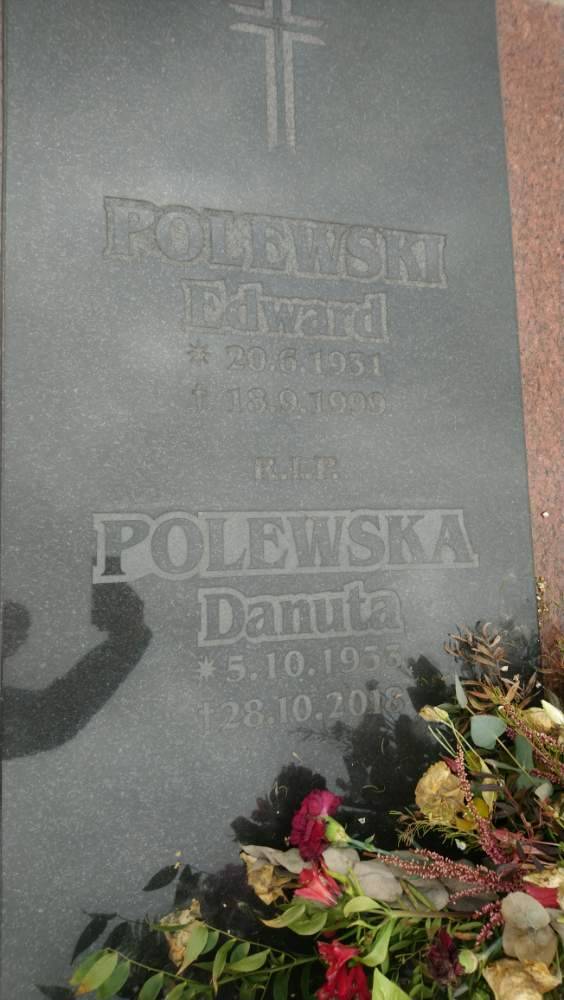 POLEWSKI
Edward
* 20.6.1931
† 18.9.1999
R.I.P.
POLEWSKA
Danuta
* 5.10.1933
† 28.10.2018